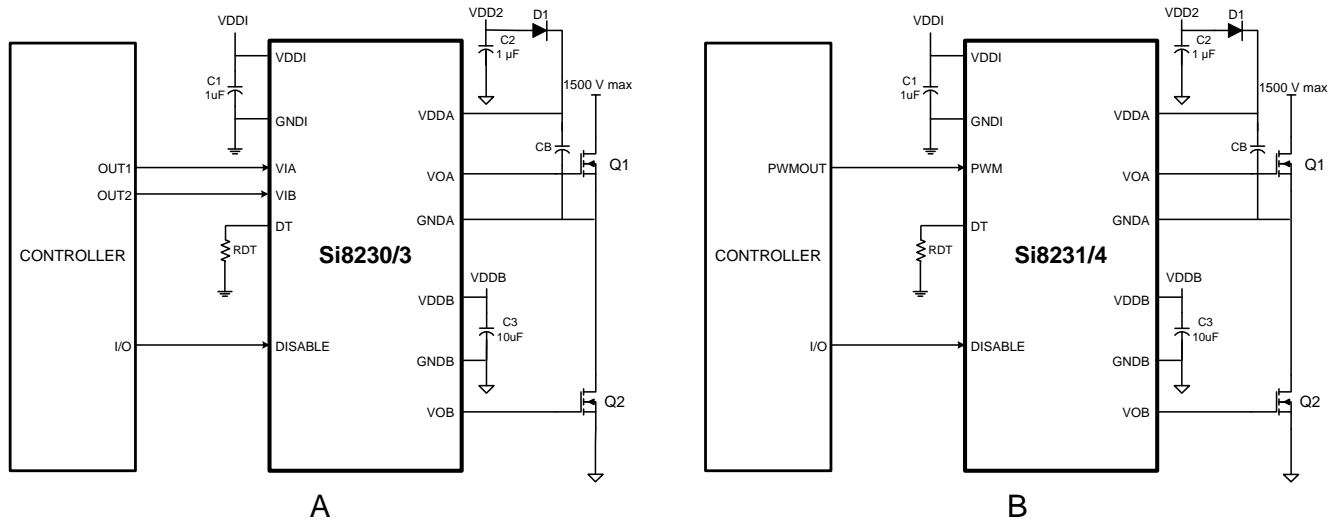 VDDI
VDDI
C1
1uF
GNDI
OUT1
VIA
OUT2
VIB
DT
RDT
CONTROLLER
Si8230/3
I/O
DISABLE
VDD2
D1
C2
1 µF
1500 V max
VDDA
CB
VOA
Q1
GNDA
VDDB
VDDB
C3
10uF
GNDB
VOB
Q2
A
VDDI
VDDI
C1
1uF
GNDI
PWMOUT
PWM
DT
RDT
CONTROLLER
Si8231/4
I/O
DISABLE
VDD2
D1
C2
1 µF
1500 V max
VDDA
CB
VOA
Q1
GNDA
VDDB
VDDB
C3
10uF
GNDB
VOB
Q2
B